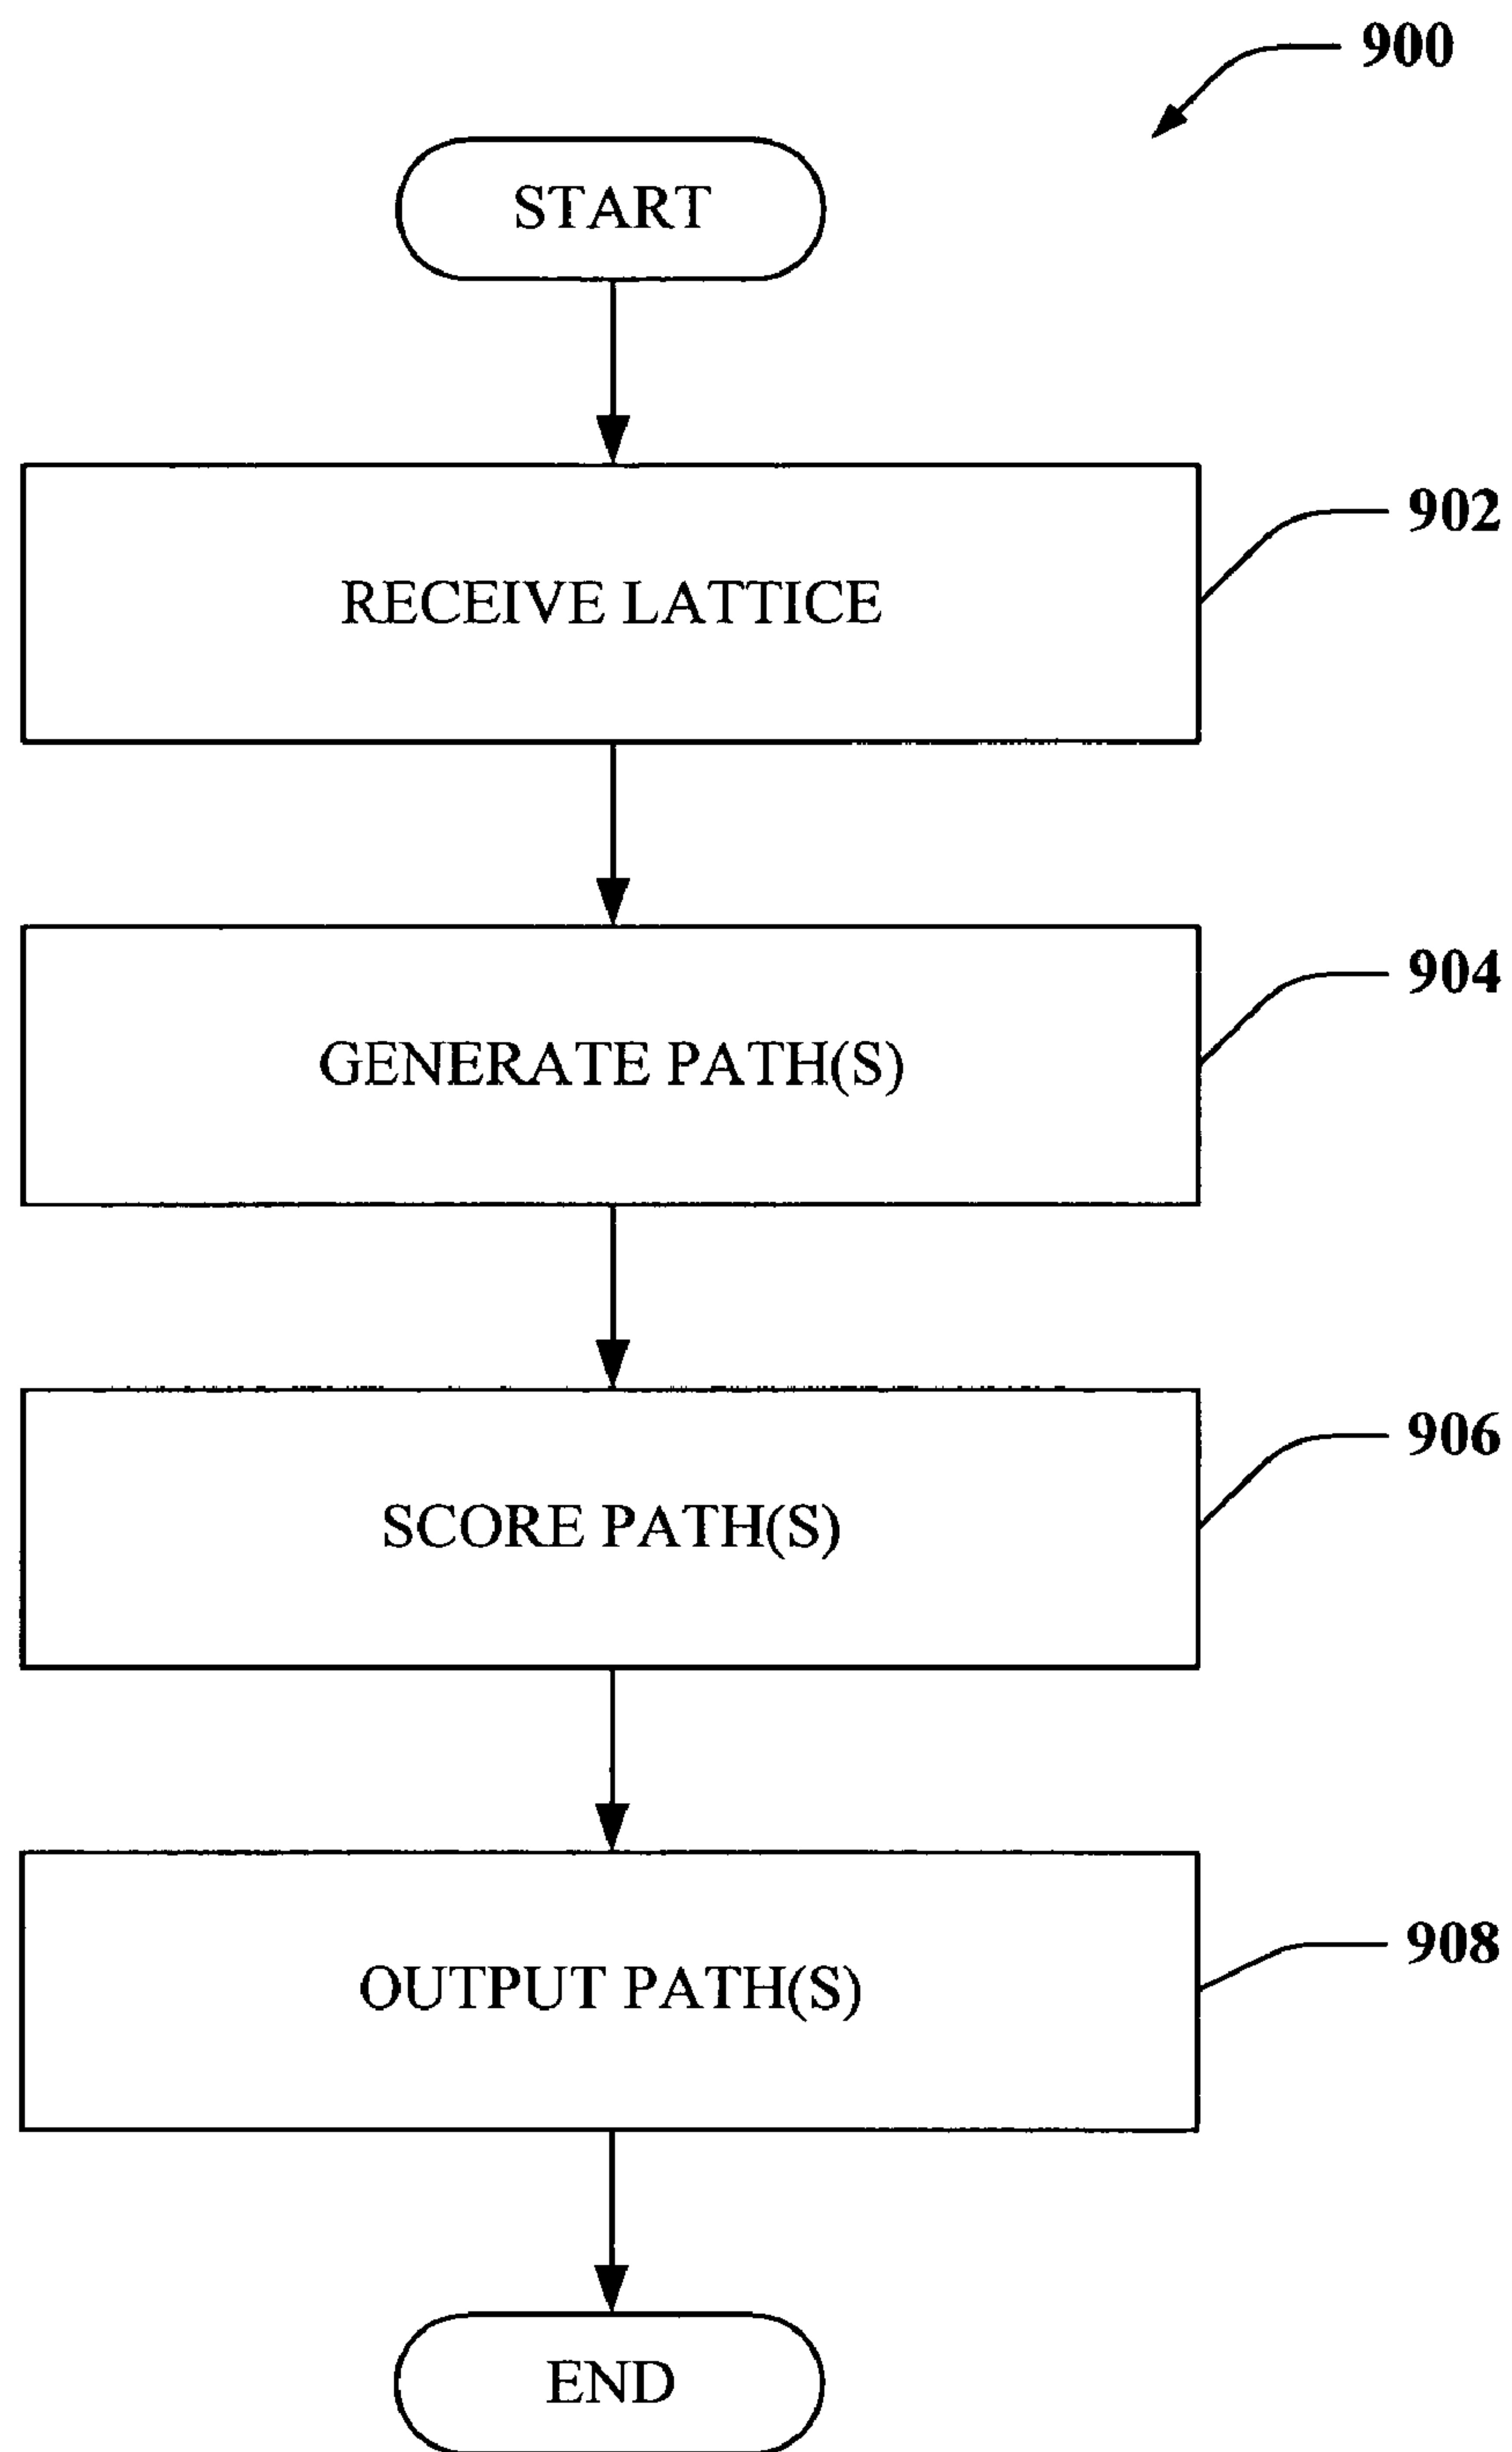 900
START
902
RECEIVE LATTICE
904
GENERATE PATH(S)
906
SCORE PATH(S)
908
OUTPUT PATH(S)
END